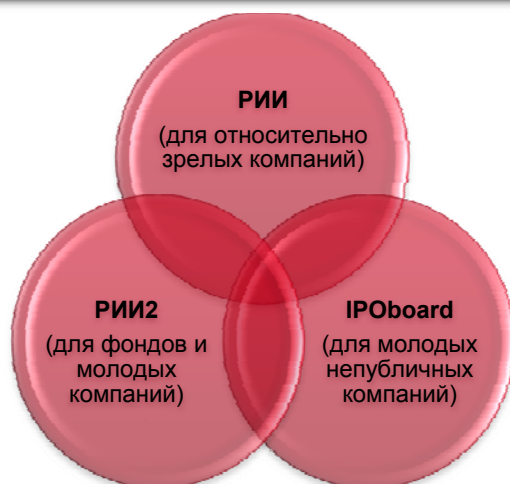 РИИ
(для относительно
зрелых компаний)
РИИ2
(для фондов и
молодых
компаний)
IPOboard
(для молодых
непубличных
компаний)